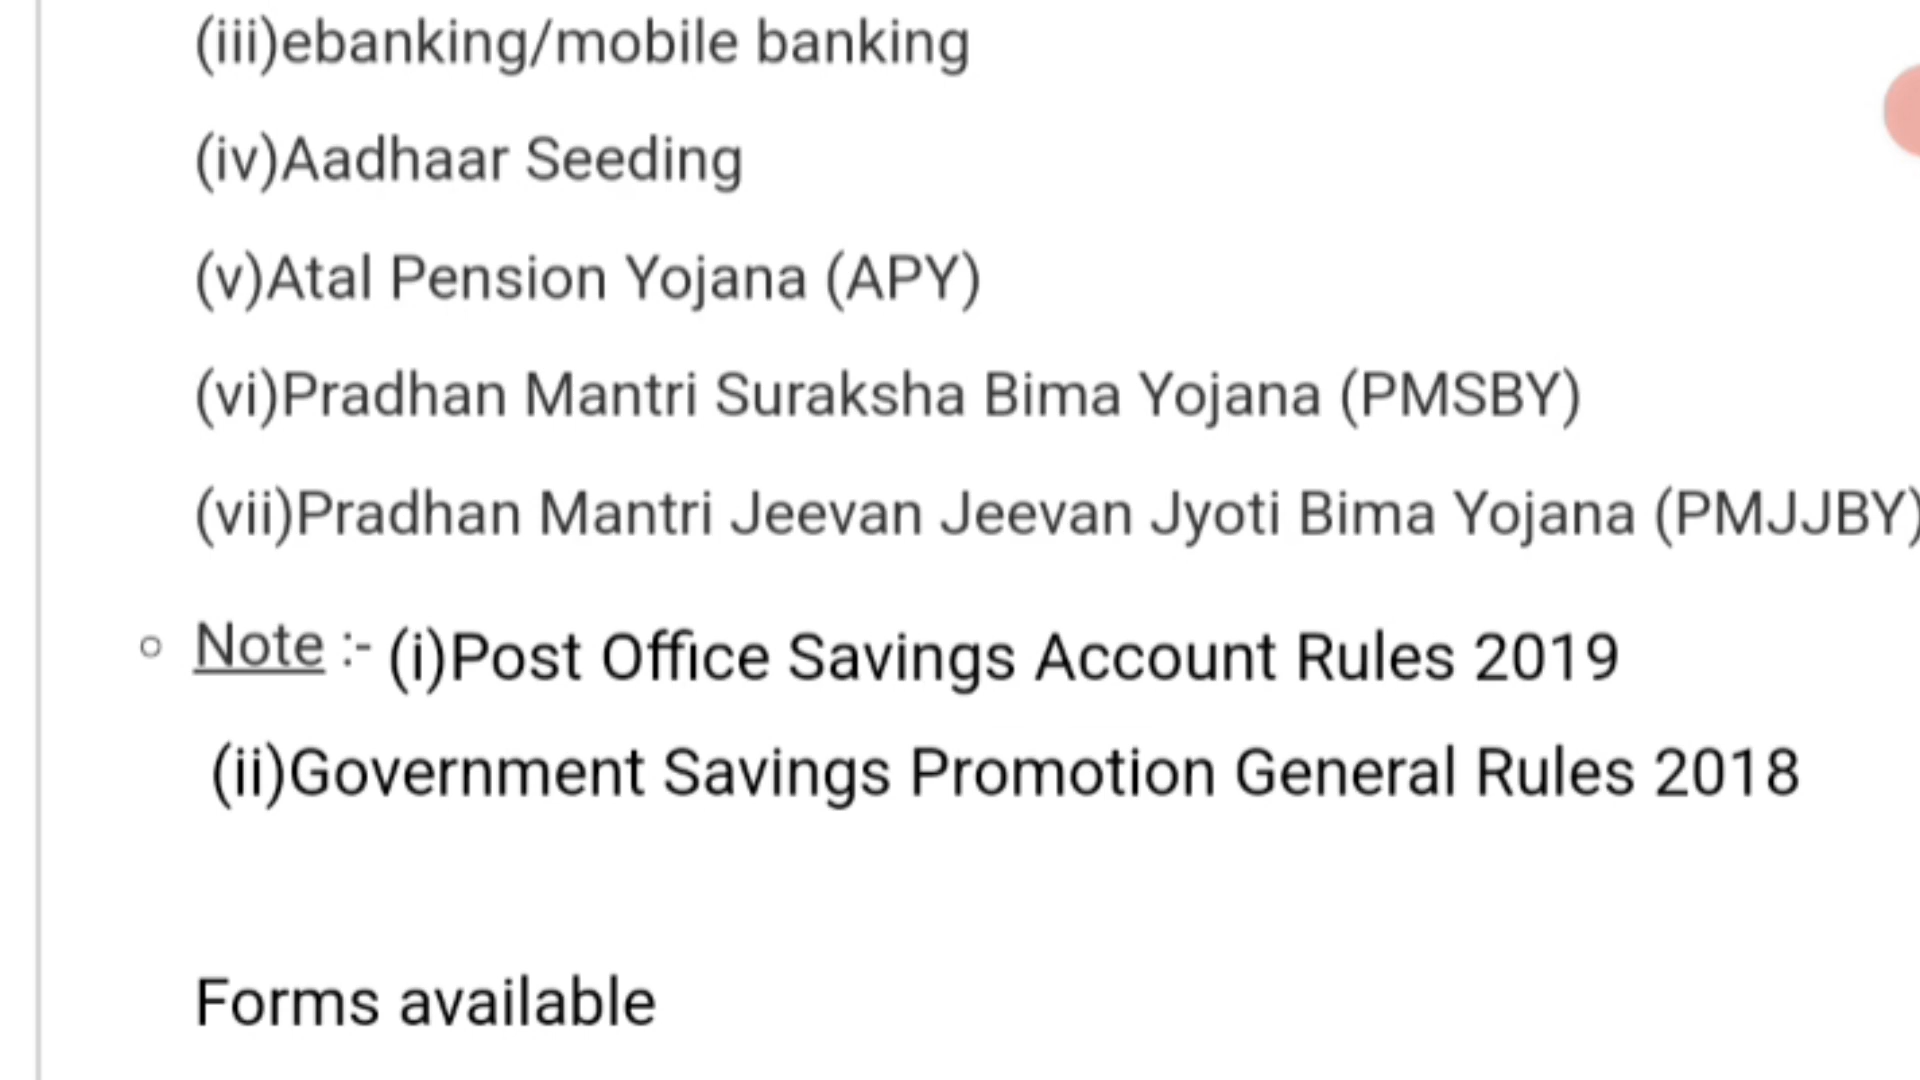 (iii)ebanking/mobile banking
(iv)Aadhaar Seeding
(v)Atal Pension Yojana (APY)
(vi)Pradhan Mantri Suraksha Bima Yojana (PMSBY)
(vii)Pradhan Mantri Jeevan Jeevan Jyoti Bima Yojana (PMJJBY)
Note :- (i)Post Office Savings Account Rules 2019
(ii)Government Savings Promotion General Rules 2018
Forms available